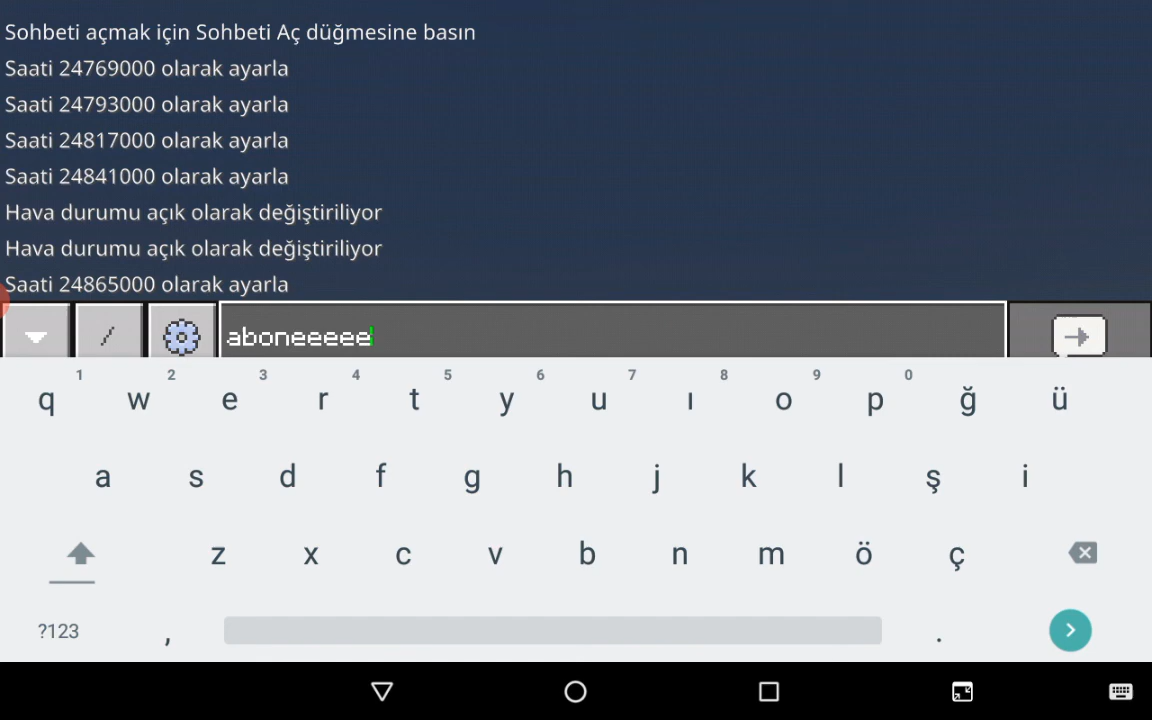 Sohbeti açmak için Sohbeti Aç düğmesine basın
Saati 24769000 olarak ayarla
Saati 24793000 olarak ayarla
Saati 24817000 olarak ayarla
Saati 24841000 olarak ayarla
Hava durumu açık olarak değiştiriliyor
Hava durumu açık olarak değiştiriliyor
Saati 24865000 olarak ayarla
/ aboneeeee
1 2 3 4 5 6 7 8 9 0
q w e r t y u ı o p ğ ü
a s d f g h j k l ş i
z x c v b n m ö ç
?123 , .